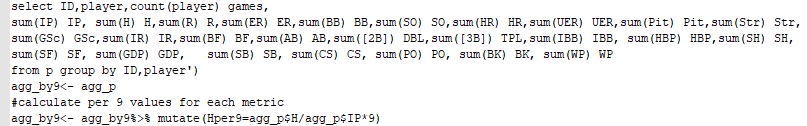 select ID,player,count(player) games,
sum(IP) IP, sum(H) H,sum(R) R,sum(ER) ER,sum(BB) BB,sum(SO) SO,sum(HR) HR,sum(UER) UER,sum(Pit) Pit,sum(Str) Str,
sum(GSc) GSc,sum(IR) IR,sum(BF) BF,sum(AB) AB,sum([2B]) DBL,sum([3B]) TPL,sum(IBB) IBB, sum(HBP) HBP,sum(SH) SH,
sum(SF) SF, sum(GDP) GDP,   sum(SB) SB, sum(CS) CS, sum(PO) PO, sum(BK) BK, sum(WP) WP
from p group by ID,player')
agg_by9<- agg_p
#calculate per 9 values for each metric
agg_by9<- agg_by9%>% mutate(Hper9=agg_p$H/agg_p$IP*9)